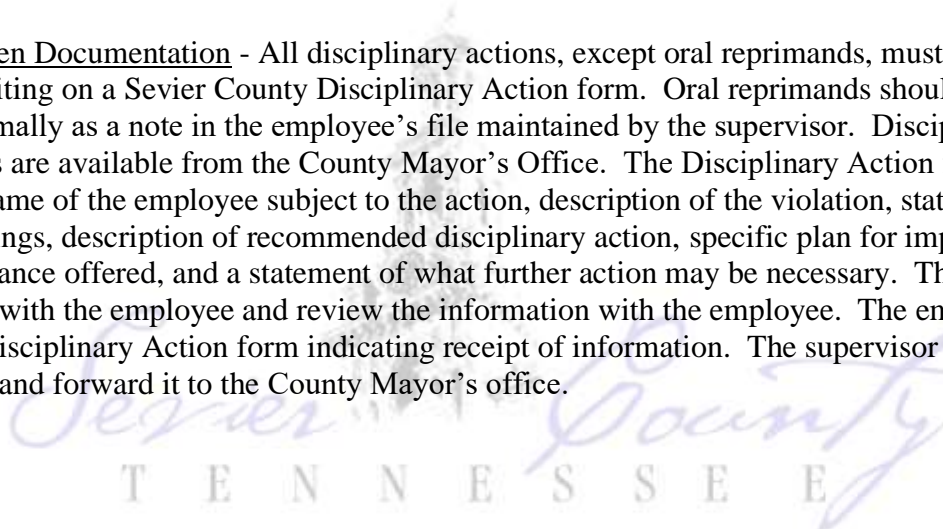 en Documentation - All disciplinary actions, except oral reprimands, must
iting on a Sevier County Disciplinary Action form. Oral reprimands shoul
mally as a note in the employee's file maintained by the supervisor. Discip
s are available from the County Mayor's Office. The Disciplinary Action
ame of the employee subject to the action, description of the violation, stat
ings, description of recommended disciplinary action, specific plan for imp
ance offered, and a statement of what further action may be necessary. Th
with the employee and review the information with the employee. The em
isciplinary Action form indicating receipt of information. The supervisor
and forward it to the County Mayor's office.
Sevier County
TENNESSEE